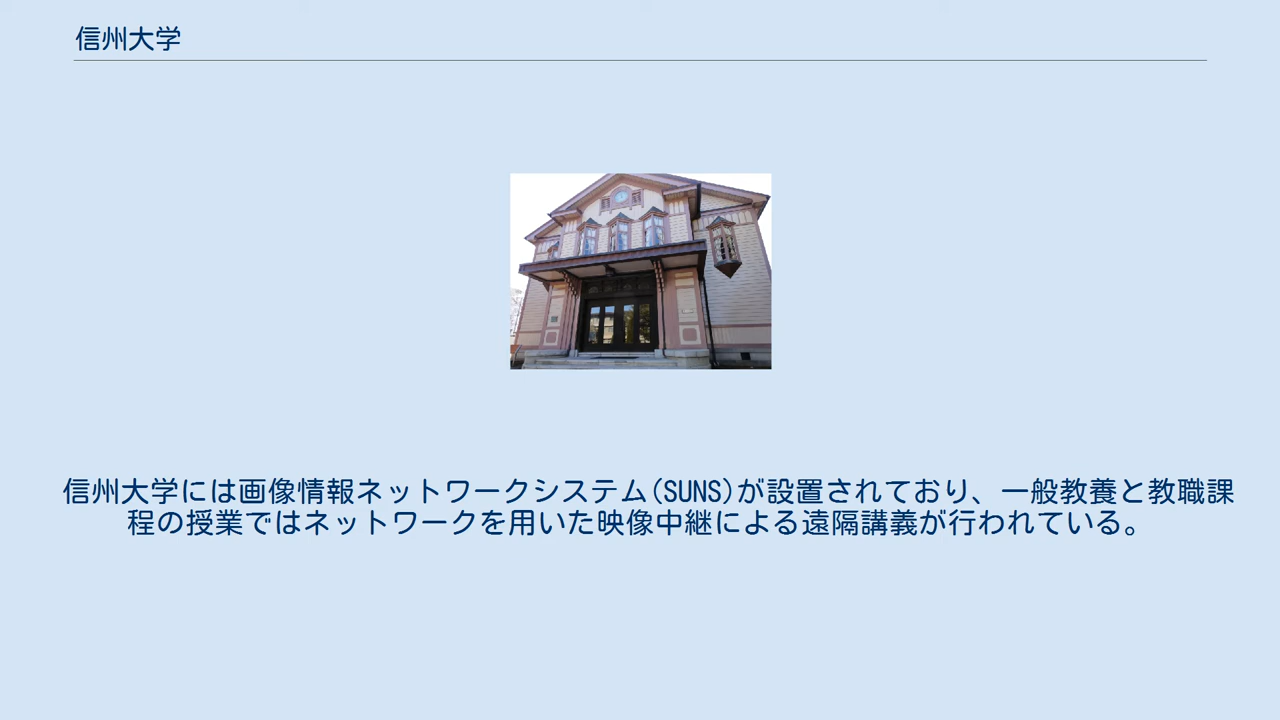 信州大学
信州大学には画像情報ネットワークシステム(SUNS)が設置されており、一般教養と教職課
程の授業ではネットワークを用いた映像中継による遠隔講義が行われている。